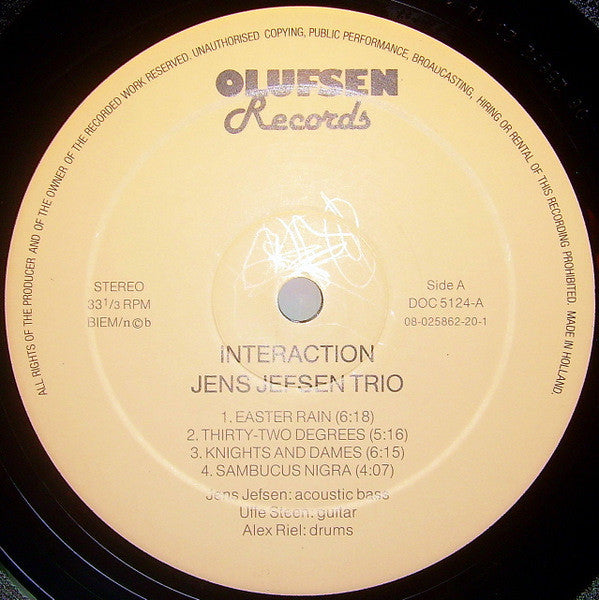 ALL RIGHTS OF THE PRODUCER AND OF THE OWNER OF THE RECORDED WORK RESERVED. UNAUTHORISED COPYING, PUBLIC PERFORMANCE, BROADCASTING, HIRING OR RENTAL OF THIS RECORDING PROHIBITED. MADE IN HOLLAND.
OLUFSEN
Records
STEREO
33 1/3 RPM
BIEM/n©b
Side A
DOC 5124-A
08-025862-20-1
INTERACTION
JENS JEFSEN TRIO
1. EASTER RAIN (6:18)
2. THIRTY-TWO DEGREES (5:16)
3. KNIGHTS AND DAMES (6:15)
4. SAMBUCUS NIGRA (4:07)
Jens Jefsen: acoustic bass
Uffe Steen: guitar
Alex Riel: drums